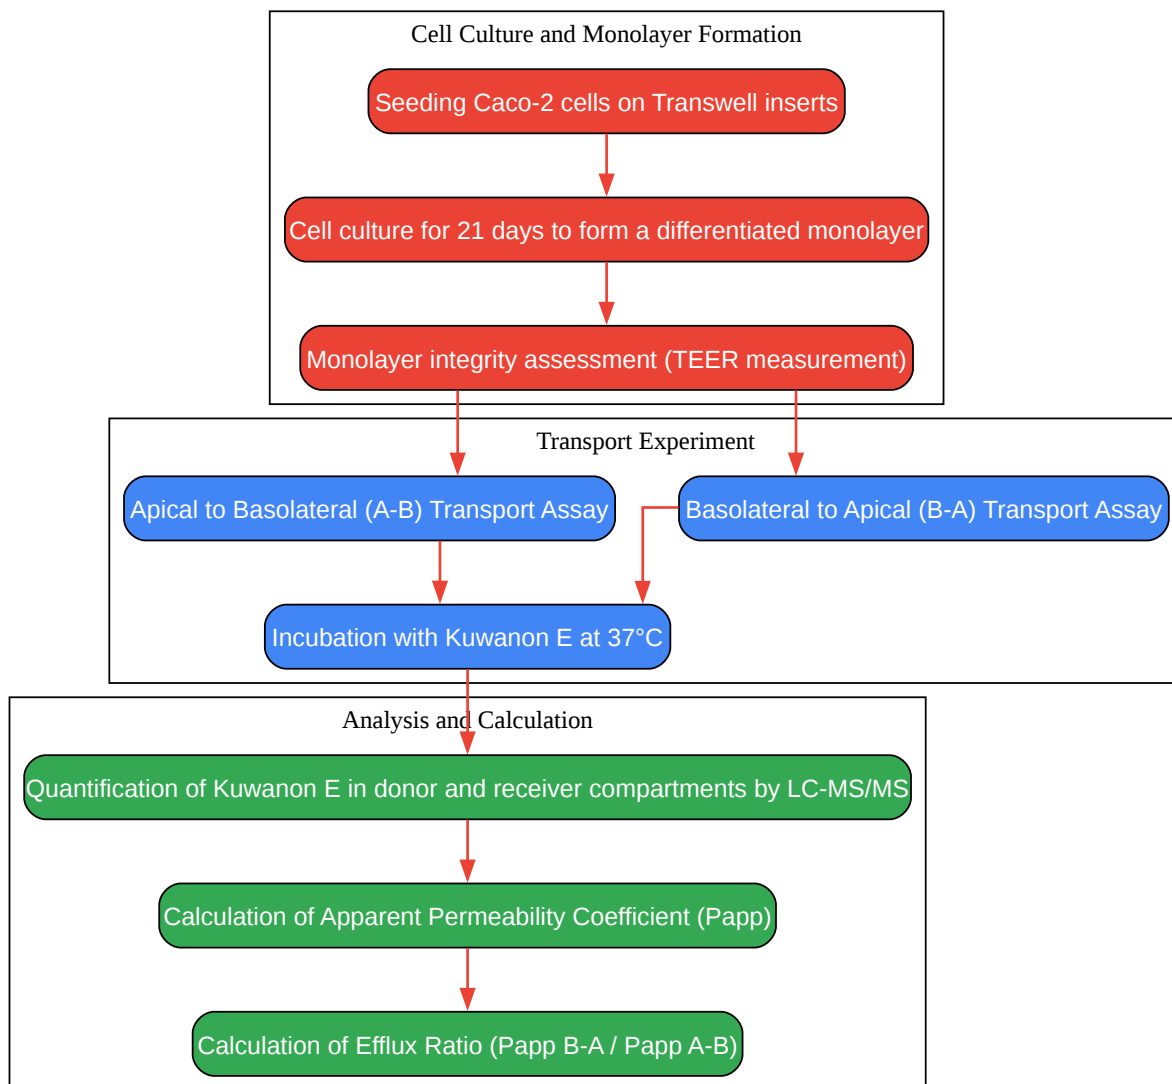 Cell Culture and Monolayer Formation
Seeding Caco-2 cells on Transwell inserts
Cell culture for 21 days to form a differentiated monolayer
Monolayer integrity assessment (TEER measurement)
Transport Experiment
Apical to Basolateral (A-B) Transport Assay
Basolateral to Apical (B-A) Transport Assay
Incubation with Kuwanon E at 37°C
Analysis and Calculation
Quantification of Kuwanon E in donor and receiver compartments by LC-MS/MS
Calculation of Apparent Permeability Coefficient (Papp)
Calculation of Efflux Ratio (Papp B-A / Papp A-B)